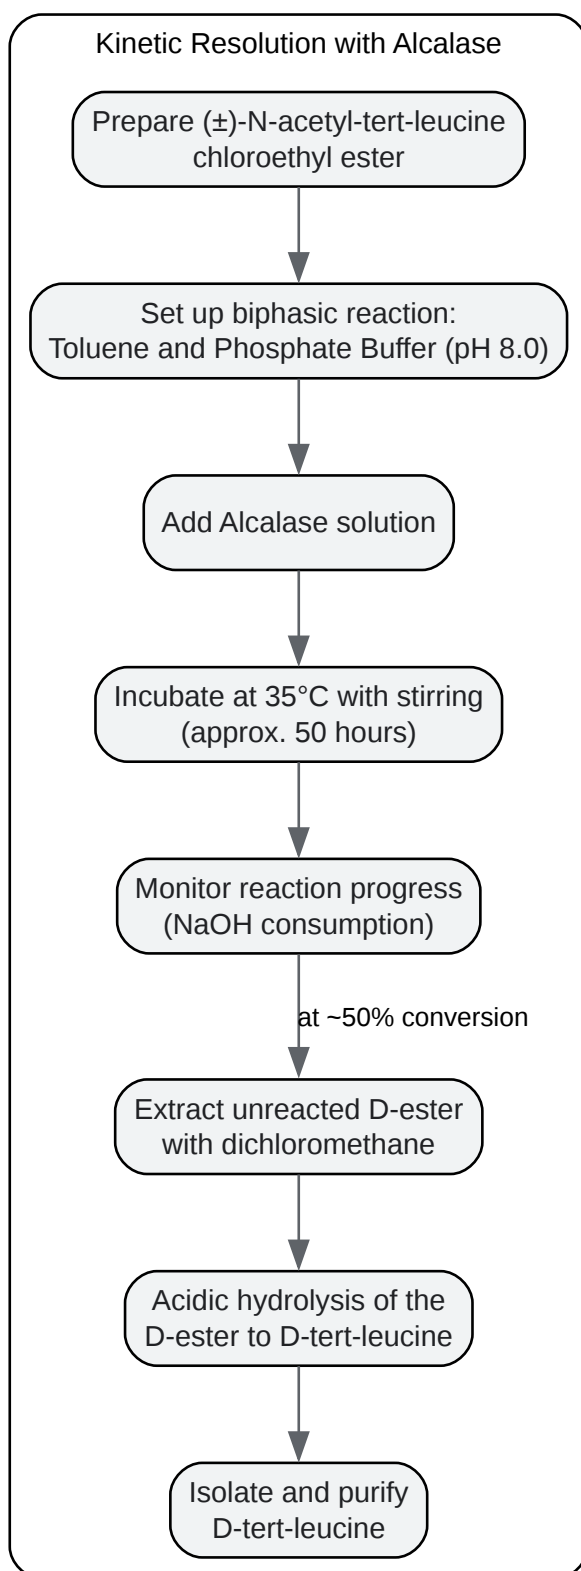 Kinetic Resolution with Alcalase
Prepare (±)-N-acetyl-tert-leucine
chloroethyl ester
Set up biphasic reaction:
Toluene and Phosphate Buffer (pH 8.0)
Add Alcalase solution
Incubate at 35°C with stirring
(approx. 50 hours)
Monitor reaction progress
(NaOH consumption)
at ~50% conversion
Extract unreacted D-ester
with dichloromethane
Acidic hydrolysis of the
D-ester to D-tert-leucine
Isolate and purify
D-tert-leucine